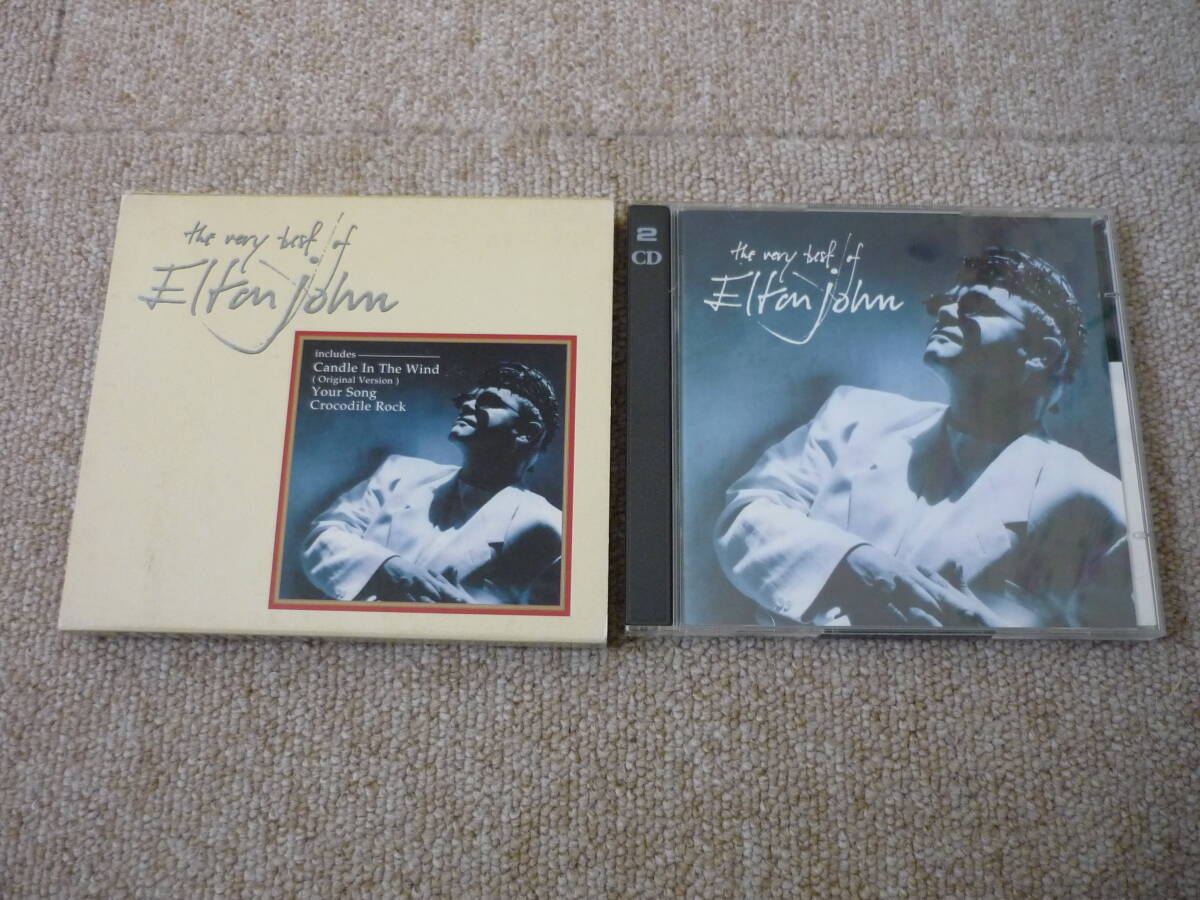 the very best of
Elton John
includes
Candle In The Wind
( Original Version )
Your Song
Crocodile Rock
2
CD
the very best of
Elton John